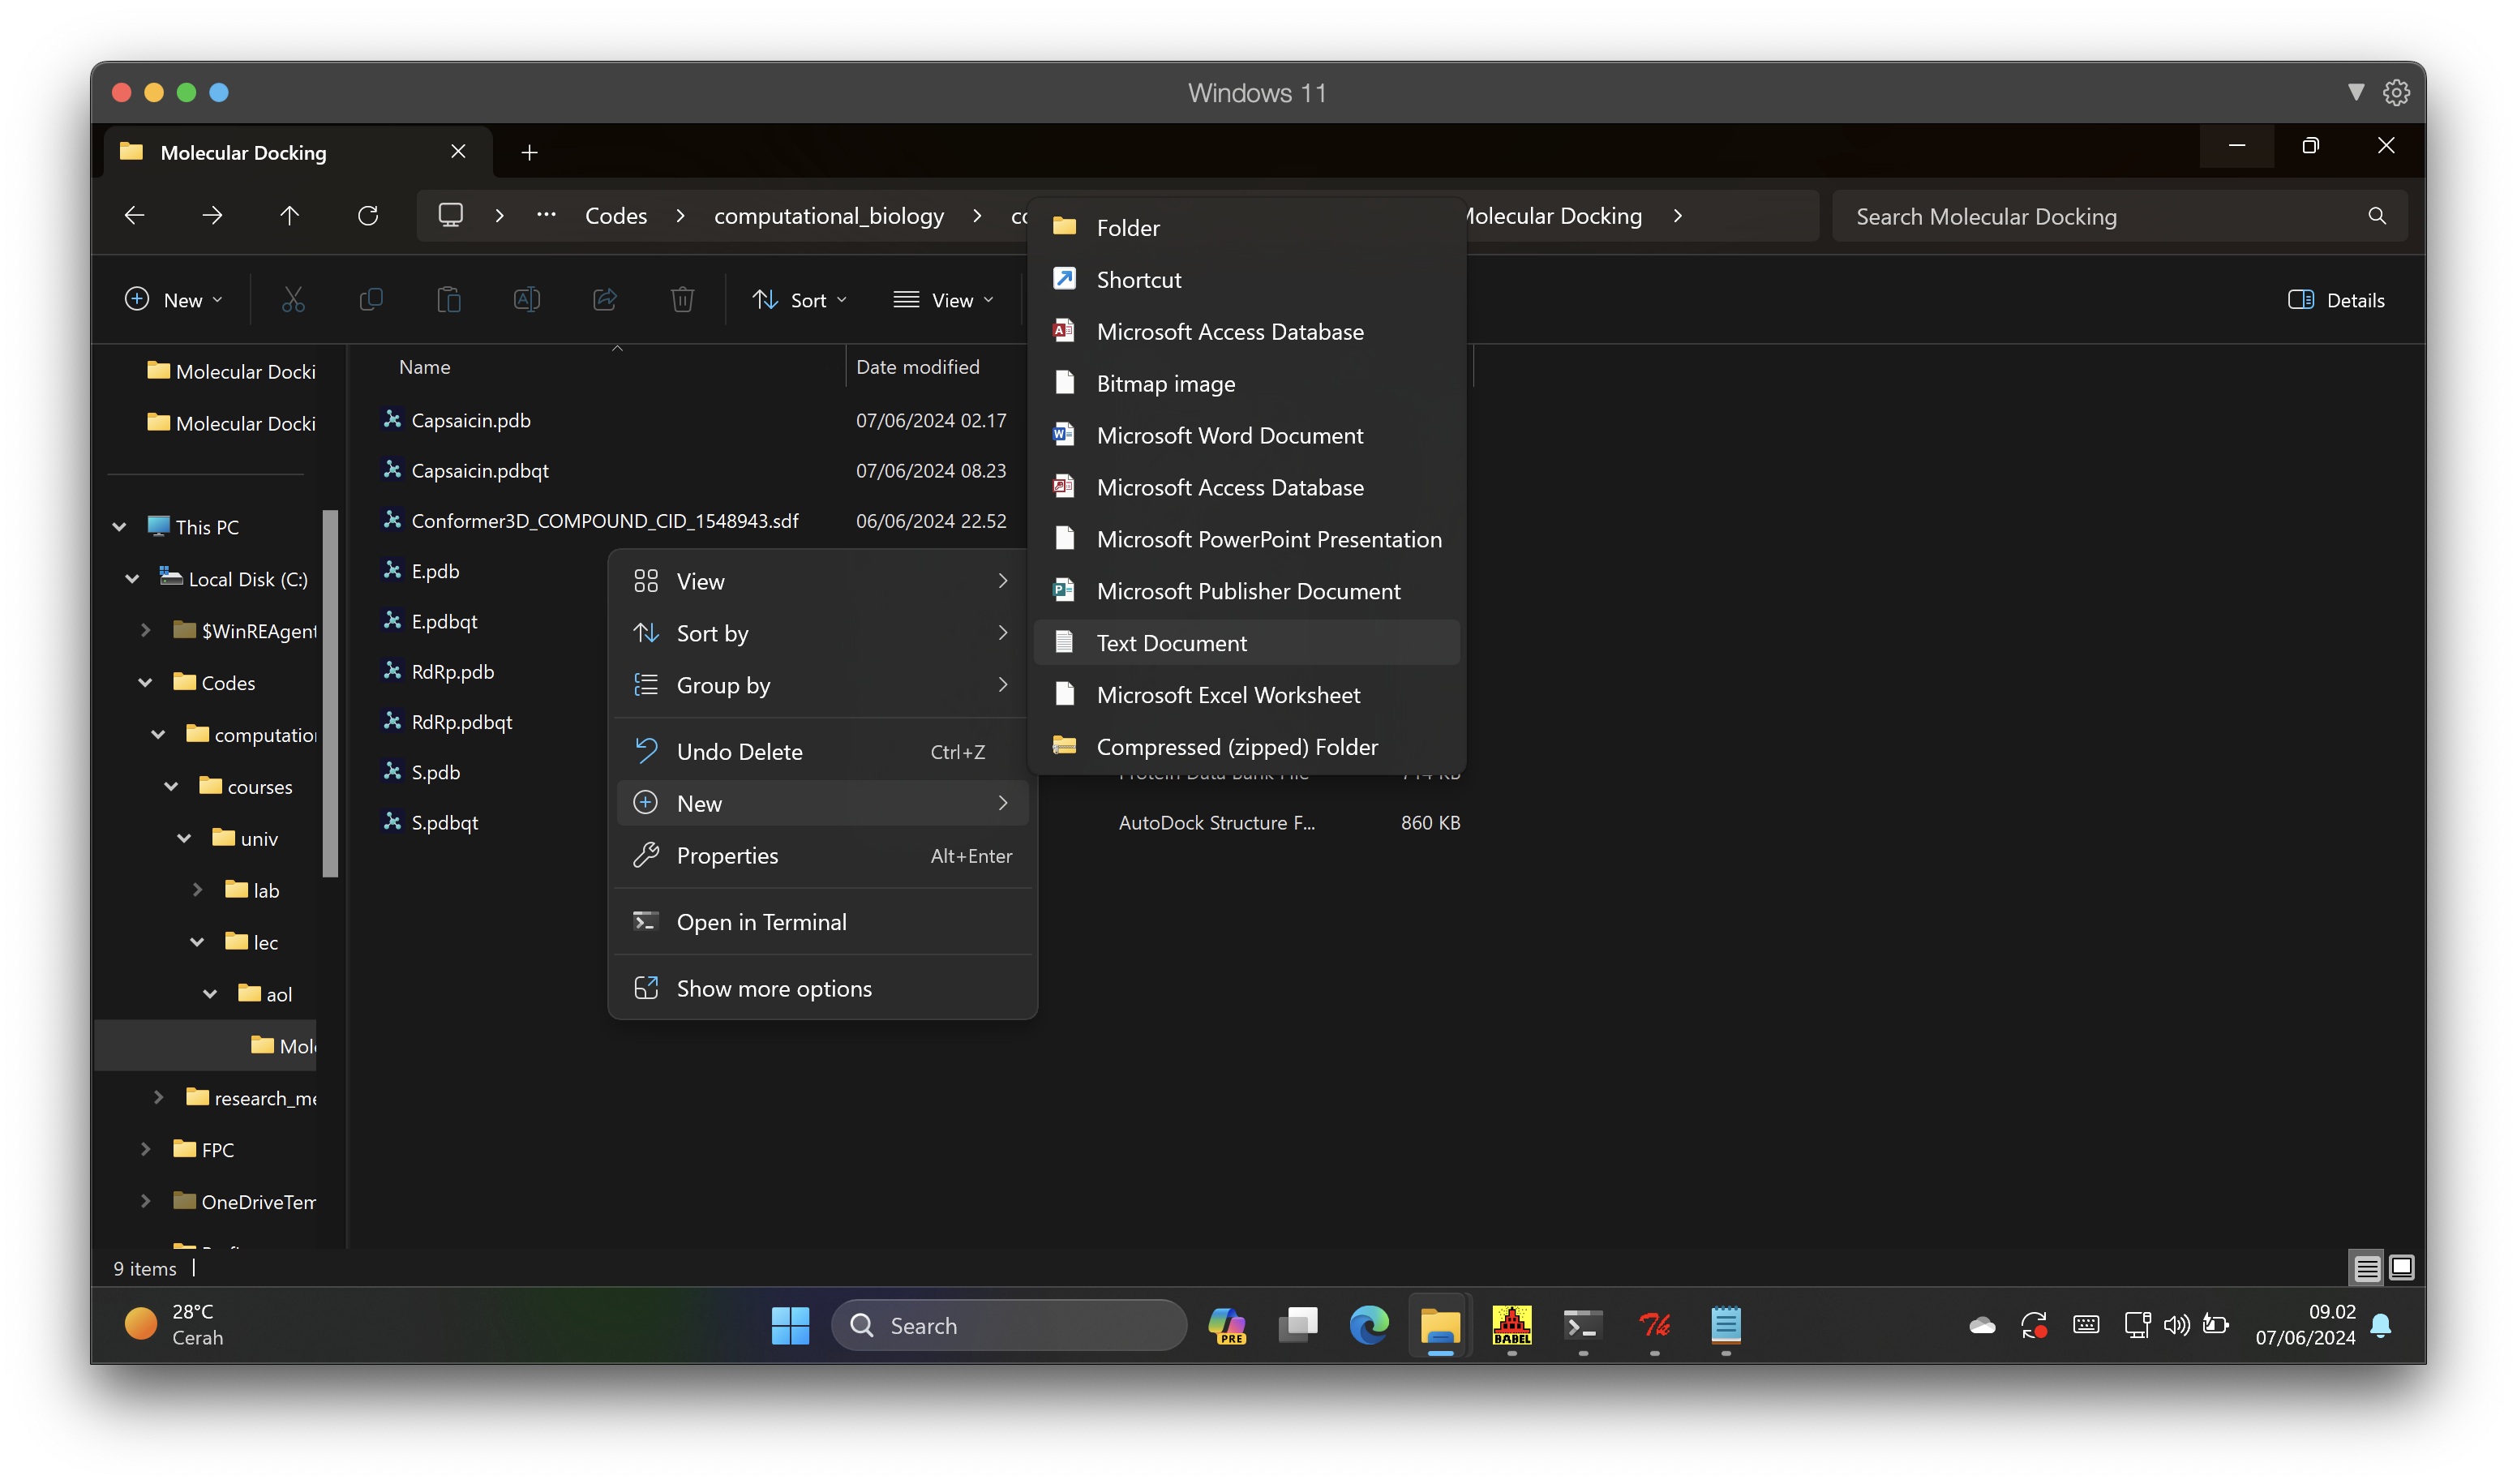 Windows 11
Molecular Docking
Codes
computational_biology
Molecular Docking
Search Molecular Docking
New
Sort
View
Details
Molecular Docki
Molecular Docki
This PC
Local Disk (C:)
$WinREAgent
Codes
computation
courses
univ
lab
lec
aol
Mole
research_me
FPC
OneDriveTem
Name
Date modified
Capsaicin.pdb 07/06/2024 02.17
Capsaicin.pdbqt 07/06/2024 08.23
Conformer3D_COMPOUND_CID_1548943.sdf 06/06/2024 22.52
E.pdb
E.pdbqt
RdRp.pdb
RdRp.pdbqt
S.pdb
S.pdbqt AutoDock Structure F... 860 KB
View
Sort by
Group by
Undo Delete Ctrl+Z
New
Properties Alt+Enter
Open in Terminal
Show more options
Folder
Shortcut
Microsoft Access Database
Bitmap image
Microsoft Word Document
Microsoft Access Database
Microsoft PowerPoint Presentation
Microsoft Publisher Document
Text Document
Microsoft Excel Worksheet
Compressed (zipped) Folder
9 items
28°C
Cerah
Search
PRE
BABEL
09.02
07/06/2024